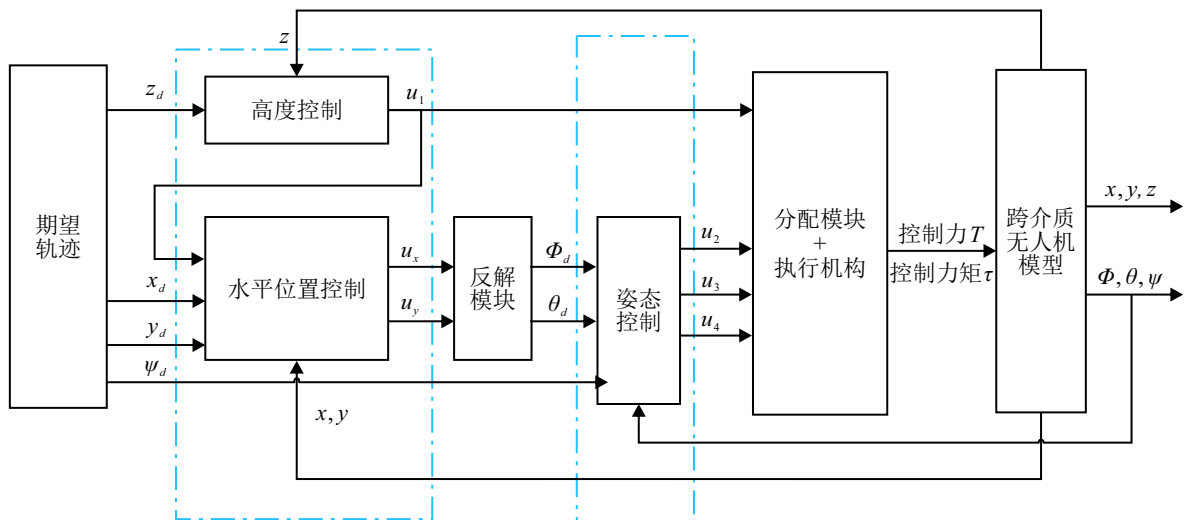 z
z_d
高度控制
u_1
期望
轨迹
x_d
y_d
ψ_d
水平位置控制
x, y
u_x
u_y
反解
模块
Φ_d
θ_d
姿态
控制
u_2
u_3
u_4
分配模块
+
执行机构
控制力 T
控制力矩 τ
跨介质
无人机
模型
x, y, z
Φ, θ, ψ